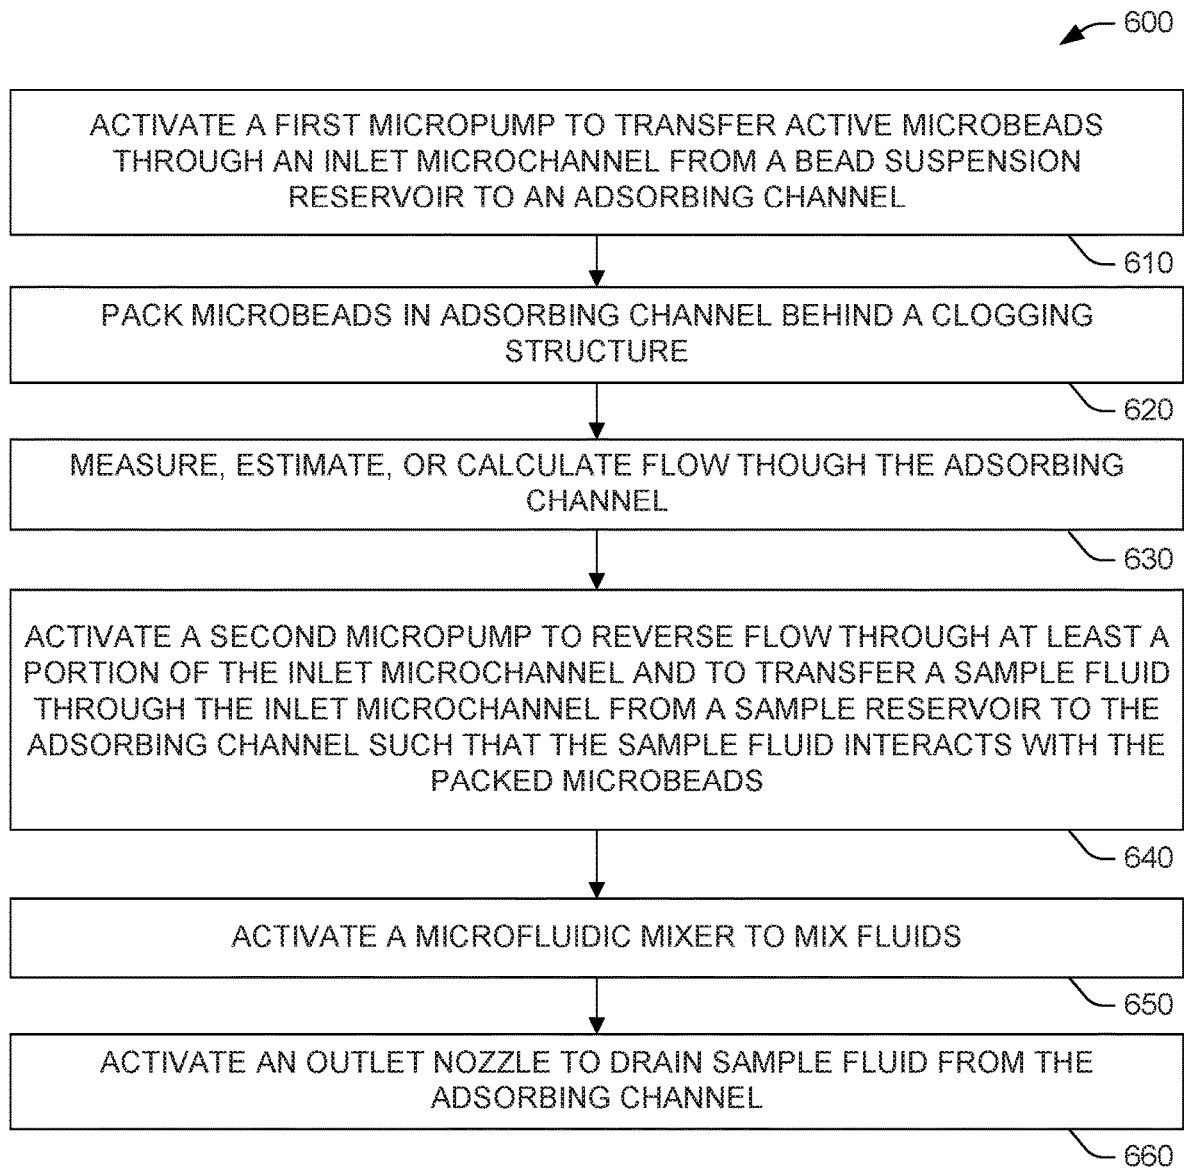 600
ACTIVATE A FIRST MICROPUMP TO TRANSFER ACTIVE MICROBEADS
THROUGH AN INLET MICROCHANNEL FROM A BEAD SUSPENSION
RESERVOIR TO AN ADSORBING CHANNEL
610
PACK MICROBEADS IN ADSORBING CHANNEL BEHIND A CLOGGING
STRUCTURE
620
MEASURE, ESTIMATE, OR CALCULATE FLOW THOUGH THE ADSORBING
CHANNEL
630
ACTIVATE A SECOND MICROPUMP TO REVERSE FLOW THROUGH AT LEAST A
PORTION OF THE INLET MICROCHANNEL AND TO TRANSFER A SAMPLE FLUID
THROUGH THE INLET MICROCHANNEL FROM A SAMPLE RESERVOIR TO THE
ADSORBING CHANNEL SUCH THAT THE SAMPLE FLUID INTERACTS WITH THE
PACKED MICROBEADS
640
ACTIVATE A MICROFLUIDIC MIXER TO MIX FLUIDS
650
ACTIVATE AN OUTLET NOZZLE TO DRAIN SAMPLE FLUID FROM THE
ADSORBING CHANNEL
660